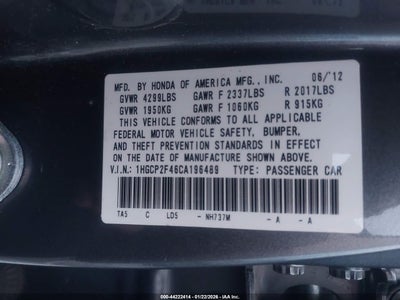 MFD. BY HONDA OF AMERICA MFG., INC. 06/'12
GVWR 4299LBS GAWR F 2337LBS R 2017LBS
GVWR 1950KG GAWR F 1060KG R 915KG
THIS VEHICLE CONFORMS TO ALL APPLICABLE
FEDERAL MOTOR VEHICLE SAFETY, BUMPER,
AND THEFT PREVENTION STANDARDS IN EFFECT
ON THE DATE OF MANUFACTURE SHOWN ABOVE.
V.I.N.: 1HGCP2F46CA196489 TYPE: PASSENGER CAR
TA5 C LD5 - NH737M - A - A
000-44222414 - 01/22/2026 - IAA, Inc.